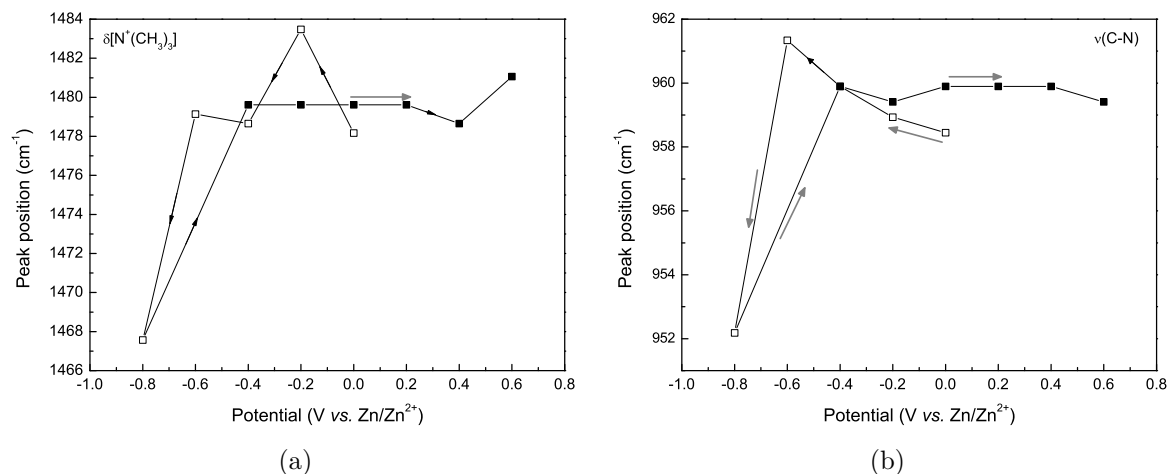 δ[N⁺(CH₃)₃]
Peak position (cm⁻¹)
1484
1483
1480
1478
1476
1474
1472
1470
1468
1466
-1.0 -0.8 -0.6 -0.4 -0.2 0.0 0.2 0.4 0.6 0.8
Potential (V vs. Zn/Zn²⁺)
(a)
ν(C-N)
Peak position (cm⁻¹)
962
960
958
956
954
952
-1.0 -0.8 -0.6 -0.4 -0.2 0.0 0.2 0.4 0.6 0.8
Potential (V vs. Zn/Zn²⁺)
(b)